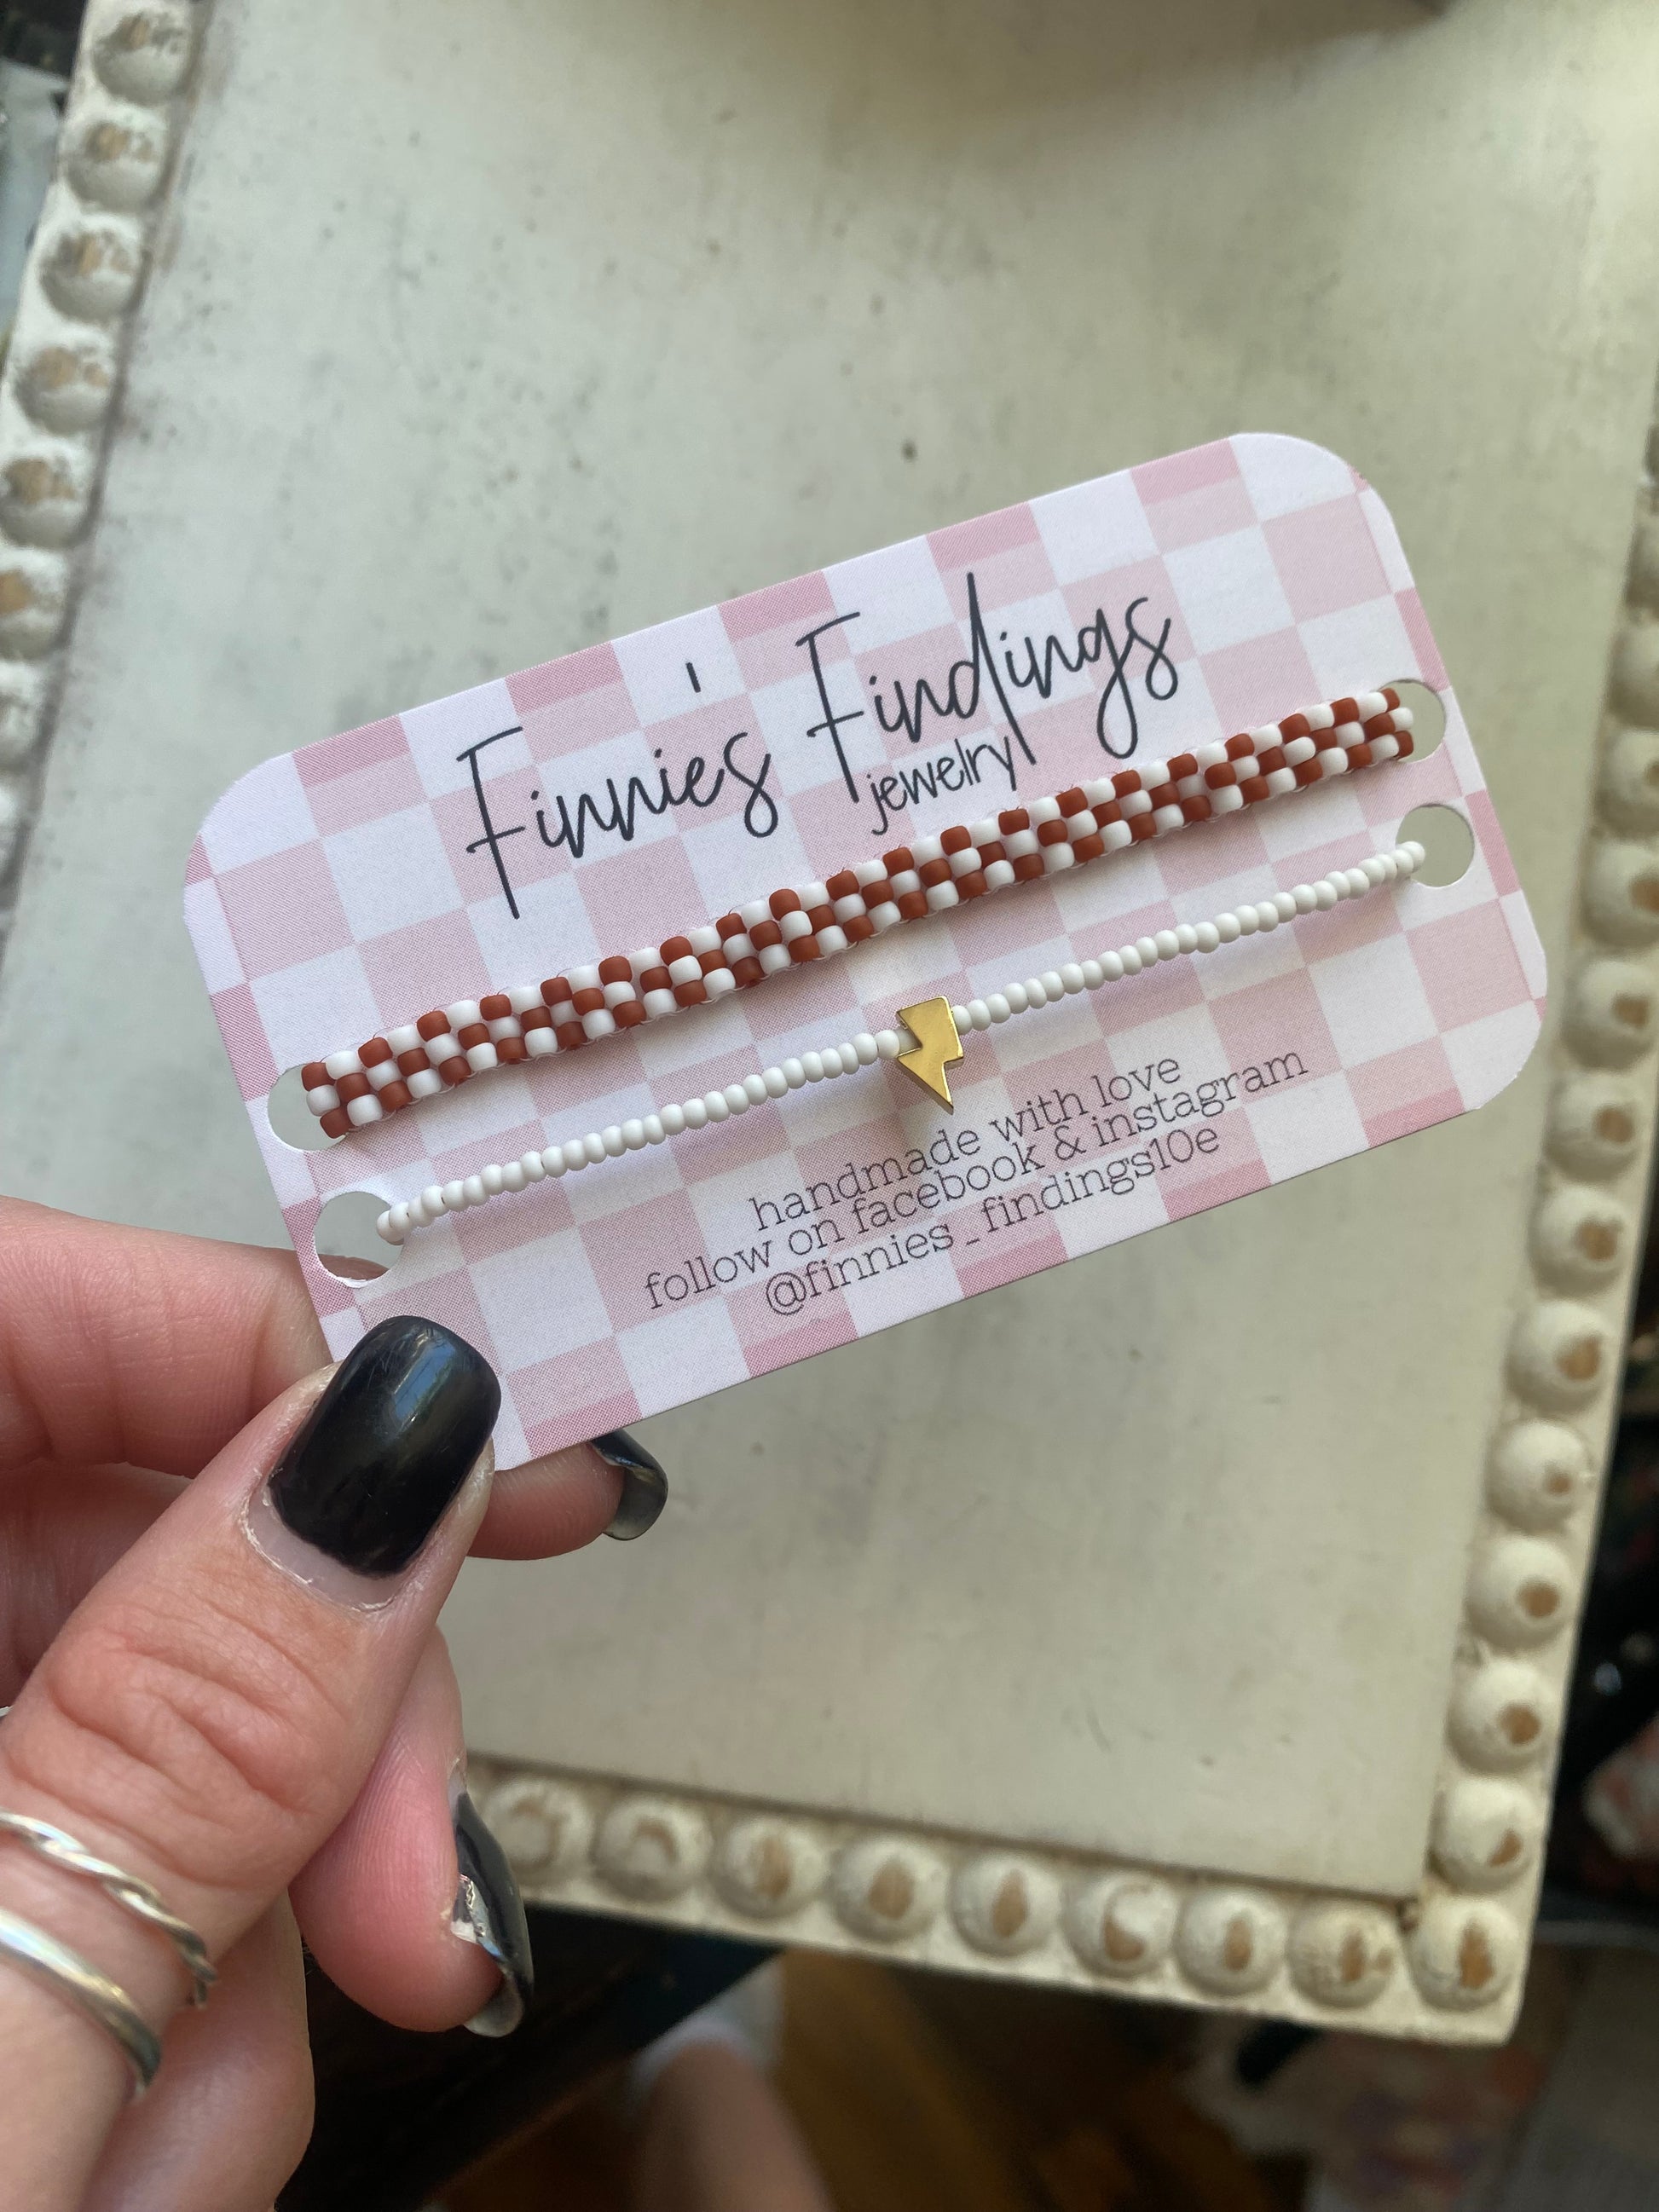 Finnie's Findings
jewelry
handmade with love
follow on facebook & instagram
@finnies_findings10e